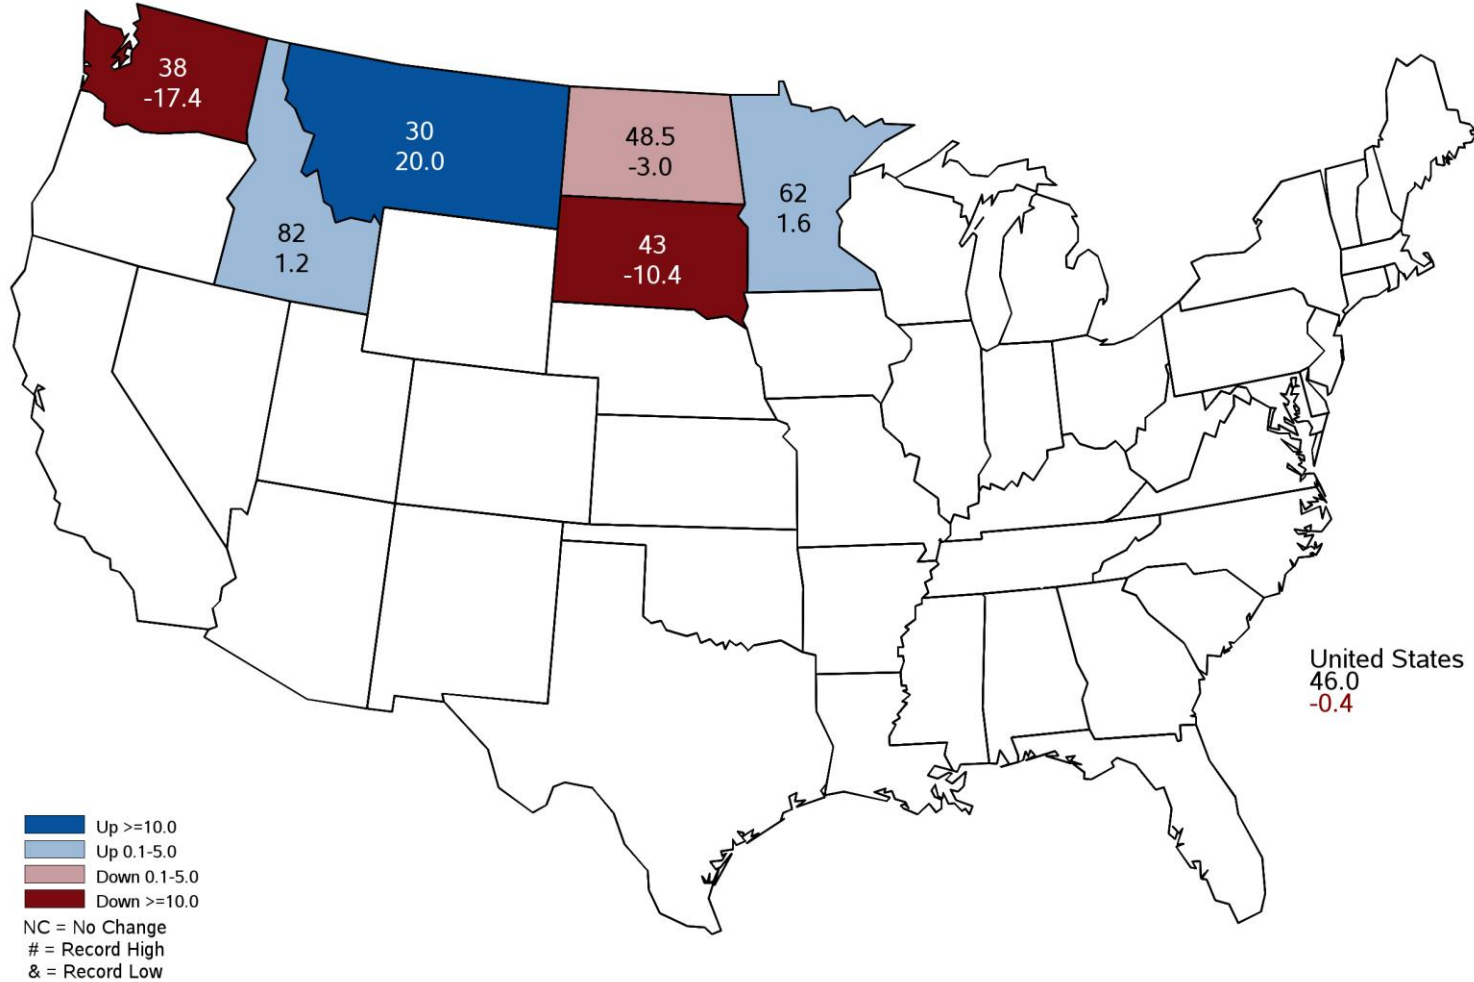 38
-17.4
30
20.0
48.5
-3.0
62
1.6
82
1.2
43
-10.4
United States
46.0
-0.4
Up >=10.0
Up 0.1-5.0
Down 0.1-5.0
Down >=10.0
NC = No Change
# = Record High
& = Record Low